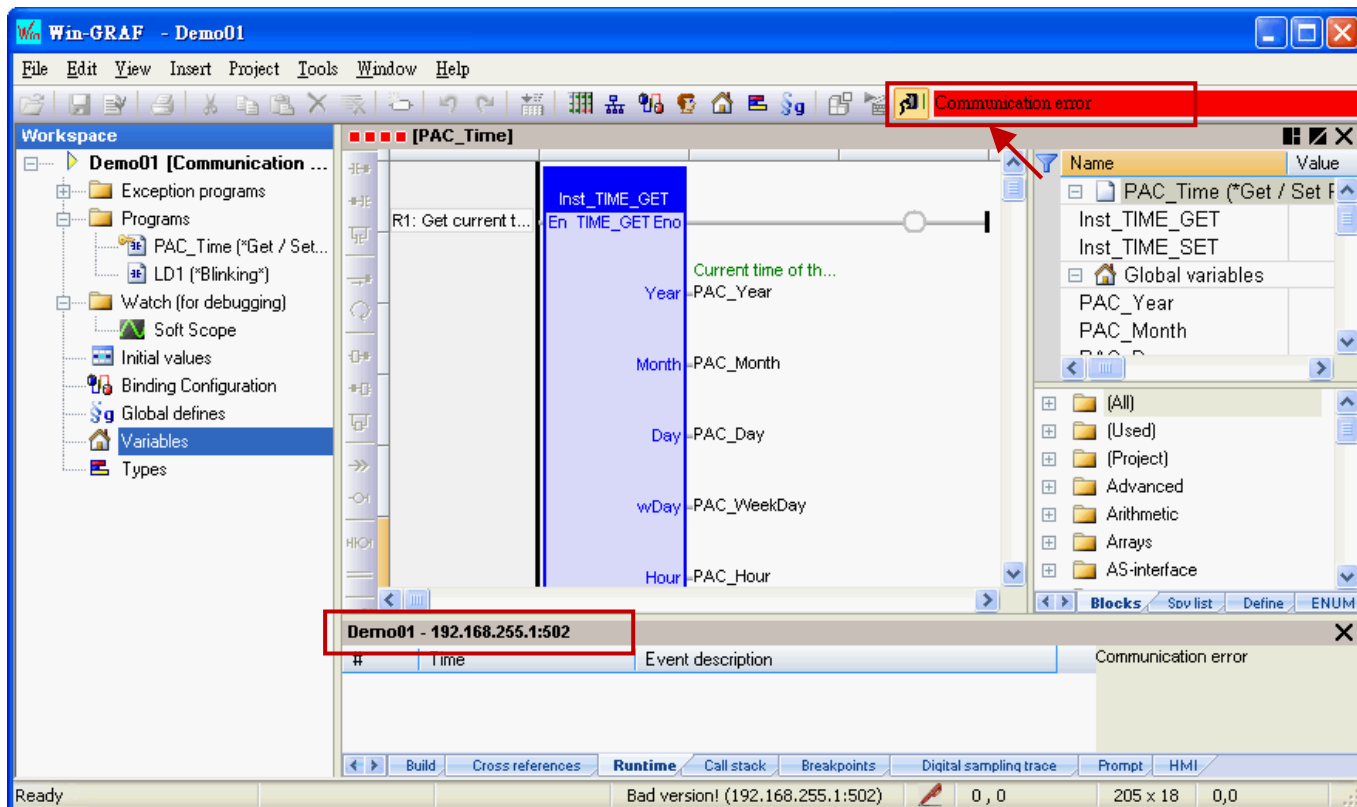 Win-GRAF - Demo01
File Edit View Insert Project Tools Window Help
Communication error
Workspace
Demo01 [Communication ...
Exception programs
Programs
PAC_Time (*Get / Set...
LD1 (*Blinking*)
Watch (for debugging)
Soft Scope
Initial values
Binding Configuration
Global defines
Variables
Types
[PAC_Time]
R1: Get current t...
Inst_TIME_GET
En TIME_GET Eno
Current time of th...
Year PAC_Year
Month PAC_Month
Day PAC_Day
wDay PAC_WeekDay
Hour PAC_Hour
Name Value
PAC_Time (*Get / Set
Inst_TIME_GET
Inst_TIME_SET
Global variables
PAC_Year
PAC_Month
(All)
(Used)
(Project)
Advanced
Arithmetic
Arrays
AS-interface
Blocks Spy list Define ENUM
Demo01 - 192.168.255.1:502
# Time Event description
Communication error
Build Cross references Runtime Call stack Breakpoints Digital sampling trace Prompt HMI
Ready Bad version! (192.168.255.1:502) 0 , 0 205 x 18 0,0